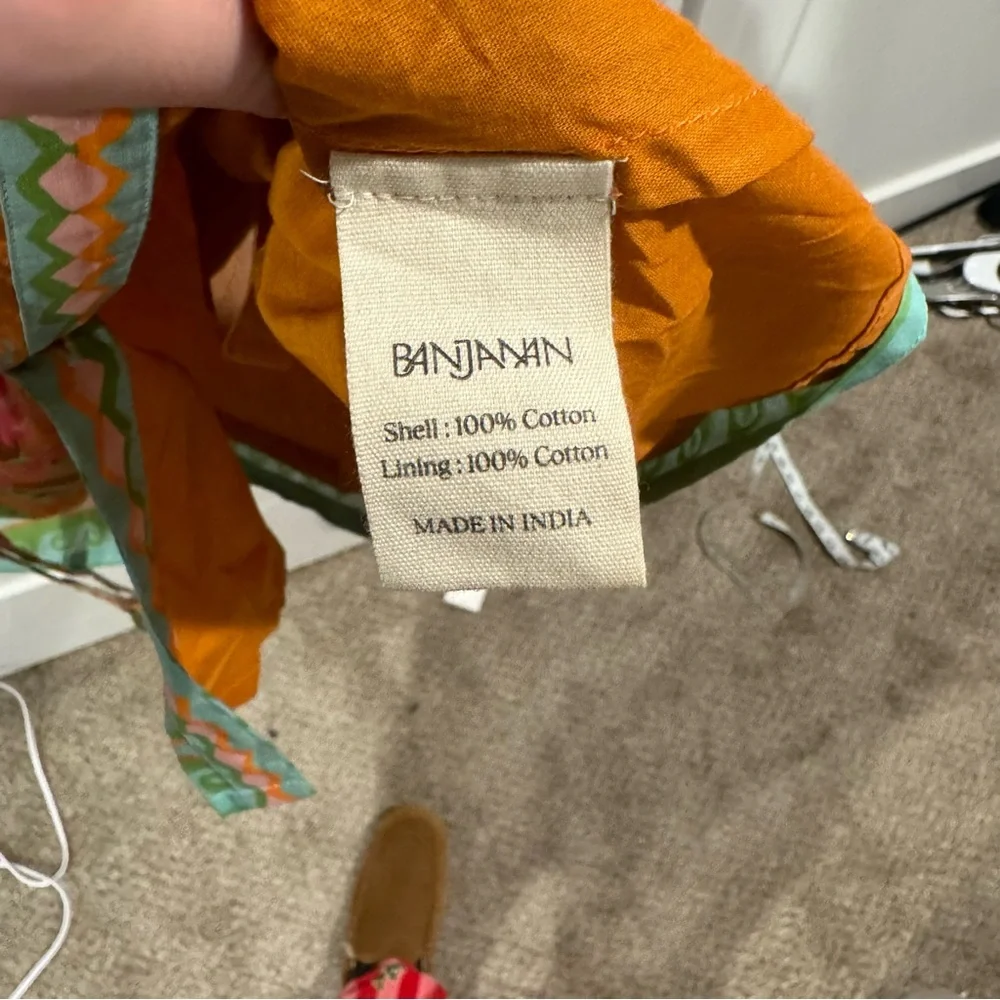 BANJANAN
Shell : 100% Cotton
Lining : 100% Cotton
MADE IN INDIA